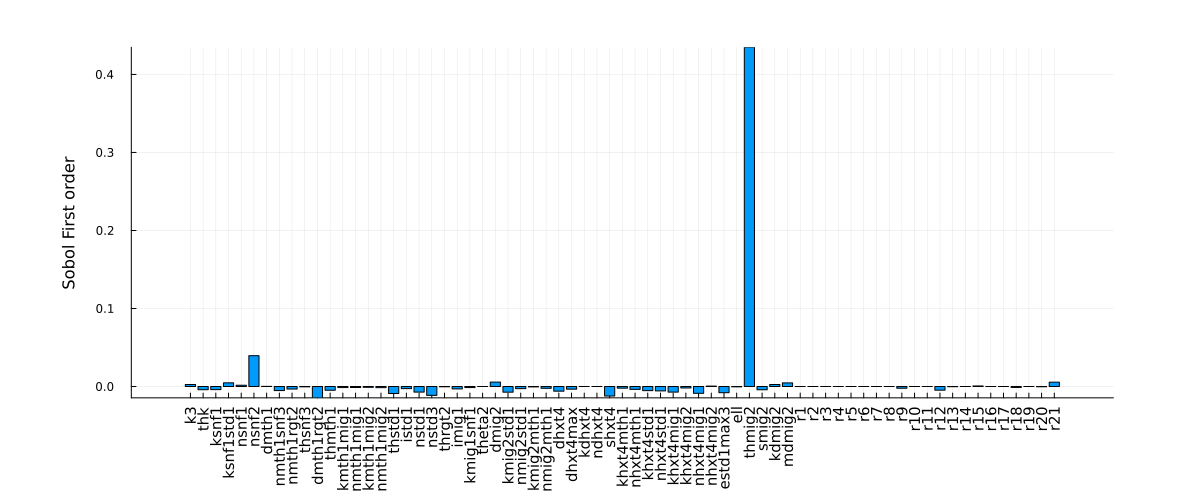 Sobol First order
0.4
0.3
0.2
0.1
0.0
k3
thk
ksnf1
ksnf1std1
nsnf1
nsnf2
dmth1
nmth1snf3
nmth1rgt2
thsnf3
dmth1rgt2
thmth1
kmth1mig1
nmth1mig1
kmth1mig2
nmth1mig2
thstd1
istd1
nstd1
nstd3
thrgt2
imig1
kmig1snf1
theta2
dmig2
kmig2std1
nmig2std1
kmig2mth1
nmig2mth1
dhxt4
dhxt4max
kdhxt4
ndhxt4
shxt4
khxt4mth1
nhxt4mth1
khxt4std1
nhxt4std1
khxt4mig1
khxt4mig2
nhxt4mig1
nhxt4mig2
estd1max3
ell
thmig2
smig2
kdmig2
mdmig2
r1
r2
r3
r4
r5
r6
r7
r8
r9
r10
r11
r12
r13
r14
r15
r16
r17
r18
r19
r20
r21